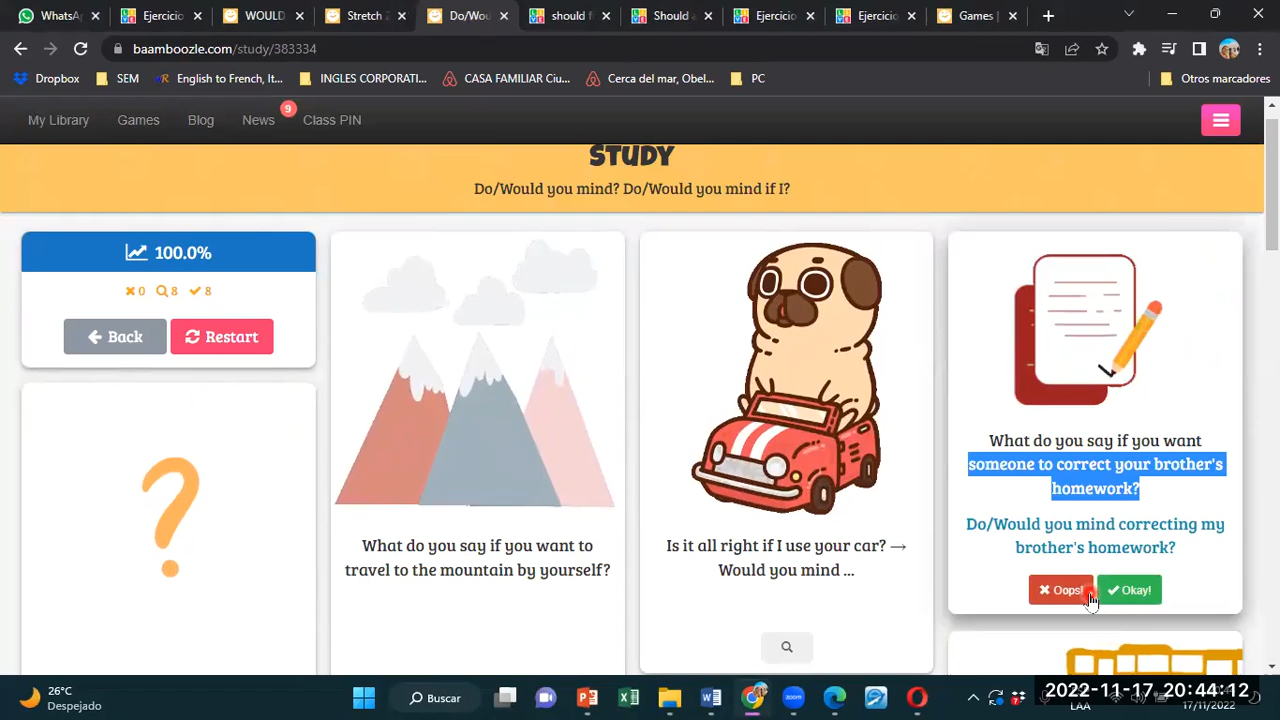 WhatsA
Ejercicio
WOULD
Stretch a
Do/Wou
should f
Should a
Ejercicio
Ejercicio
Games |
baamboozle.com/study/383334
Dropbox
SEM
English to French, It...
INGLES CORPORATI...
CASA FAMILIAR Ciu...
Cerca del mar, Obel...
PC
Otros marcadores
My Library
Games
Blog
News
9
Class PIN
STUDY
Do/Would you mind? Do/Would you mind if I?
100.0%
0 8 8
Back
Restart
?
What do you say if you want to
travel to the mountain by yourself?
Is it all right if I use your car? →
Would you mind ...
What do you say if you want
someone to correct your brother's
homework?
Do/Would you mind correcting my
brother's homework?
Oops!
Okay!
26°C
Despejado
Buscar
2022-11-17 20:44:12
LAA
17/11/2022